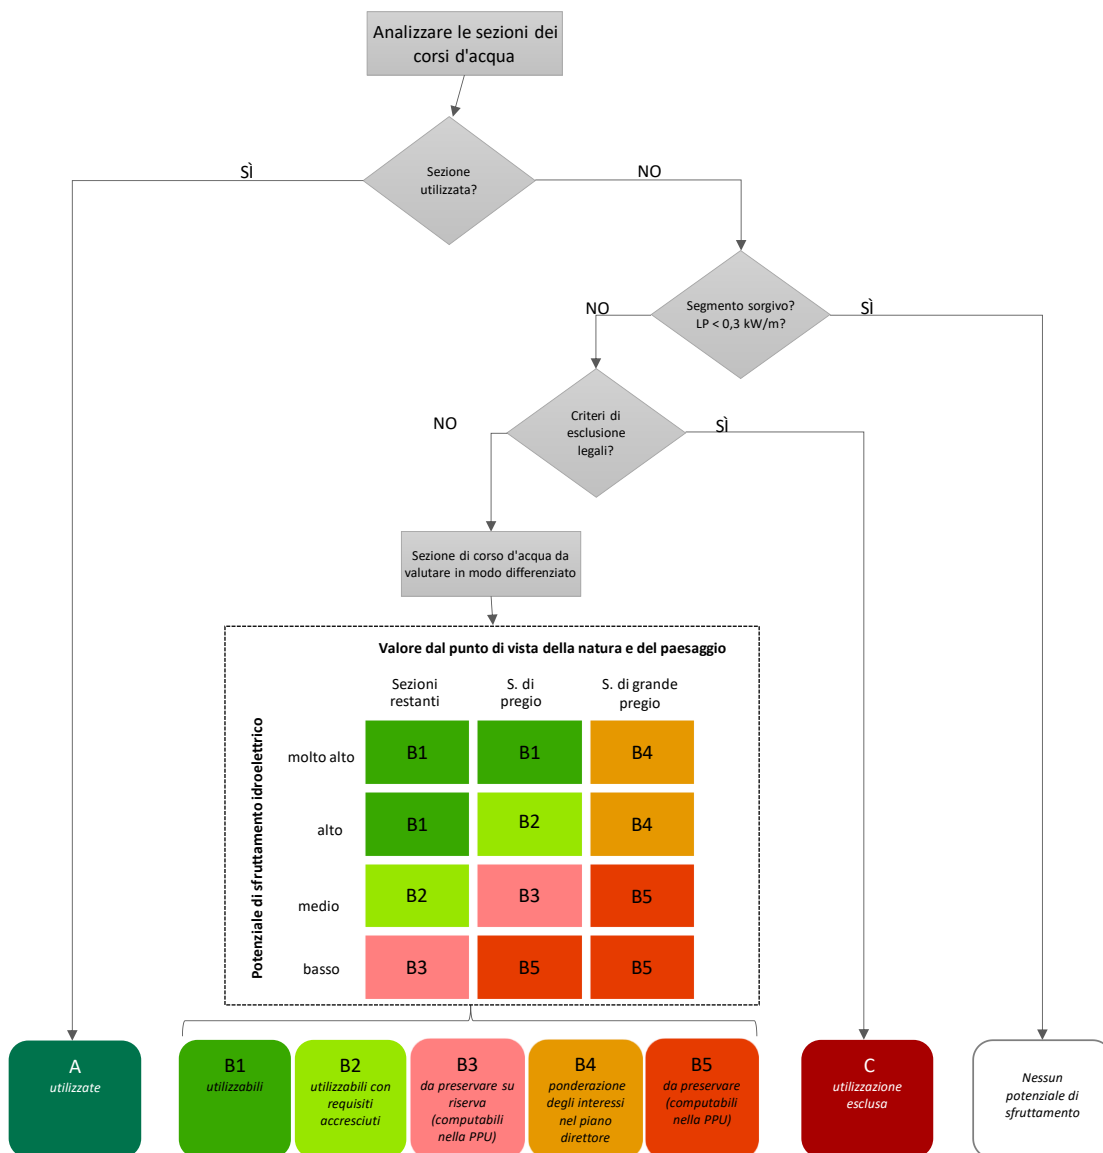 Analizzare le sezioni dei
corsi d'acqua
Sezione
utilizzata?
SÌ
NO
Segmento sorgivo?
LP < 0,3 kW/m?
NO
SÌ
Criteri di
esclusione
legali?
NO
SÌ
Sezione di corso d'acqua da
valutare in modo differenziato
Valore dal punto di vista della natura e del paesaggio
Potenziale di sfruttamento idroelettrico
Sezioni
restanti
S. di
pregio
S. di grande
pregio
molto alto
B1
B1
B4
alto
B1
B2
B4
medio
B2
B3
B5
basso
B3
B5
B5
A
utilizzate
B1
utilizzabili
B2
utilizzabili con
requisiti
accresciuti
B3
da preservare su
riserva
(computabili
nella PPU)
B4
ponderazione
degli interessi
nel piano
direttore
B5
da preservare
(computabili
nella PPU)
C
utilizzazione
esclusa
Nessun
potenziale di
sfruttamento